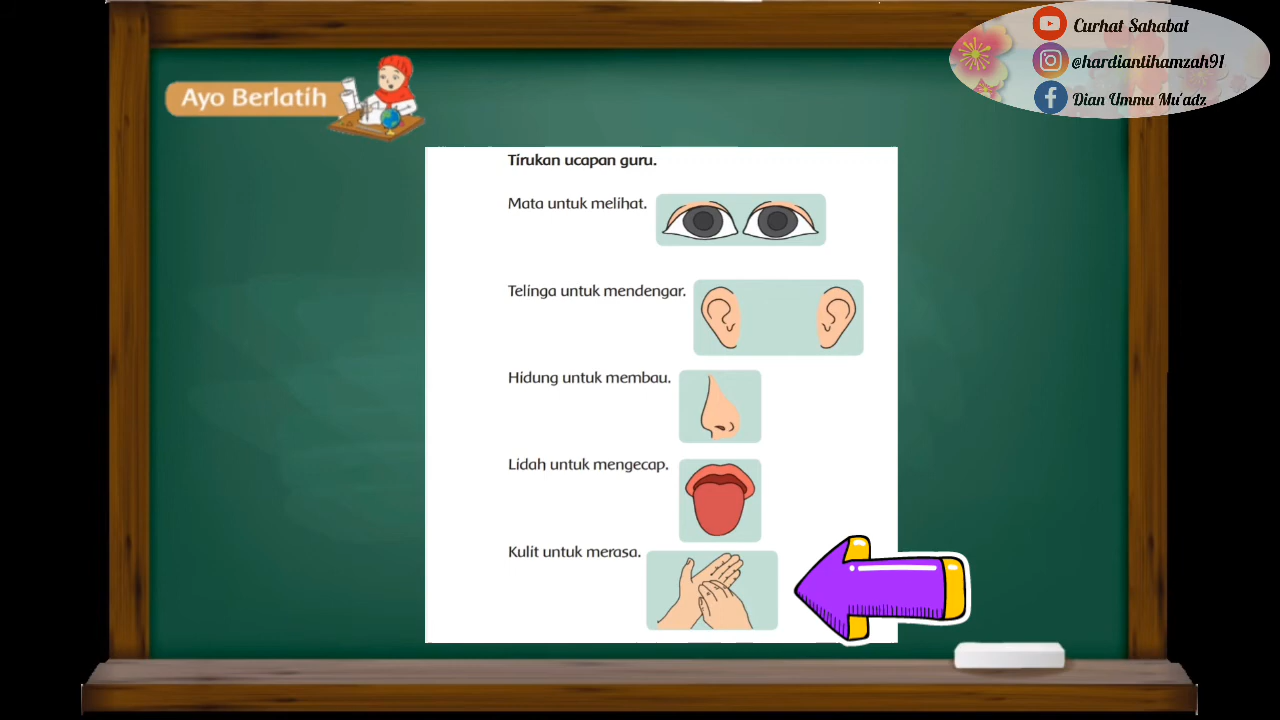 Curhat Sahabat
@hardiantihamzah91
Dian Ummu Mu'adz
Ayo Berlatih
Tirukan ucapan guru.
Mata untuk melihat.
Telinga untuk mendengar.
Hidung untuk membau.
Lidah untuk mengecap.
Kulit untuk merasa.